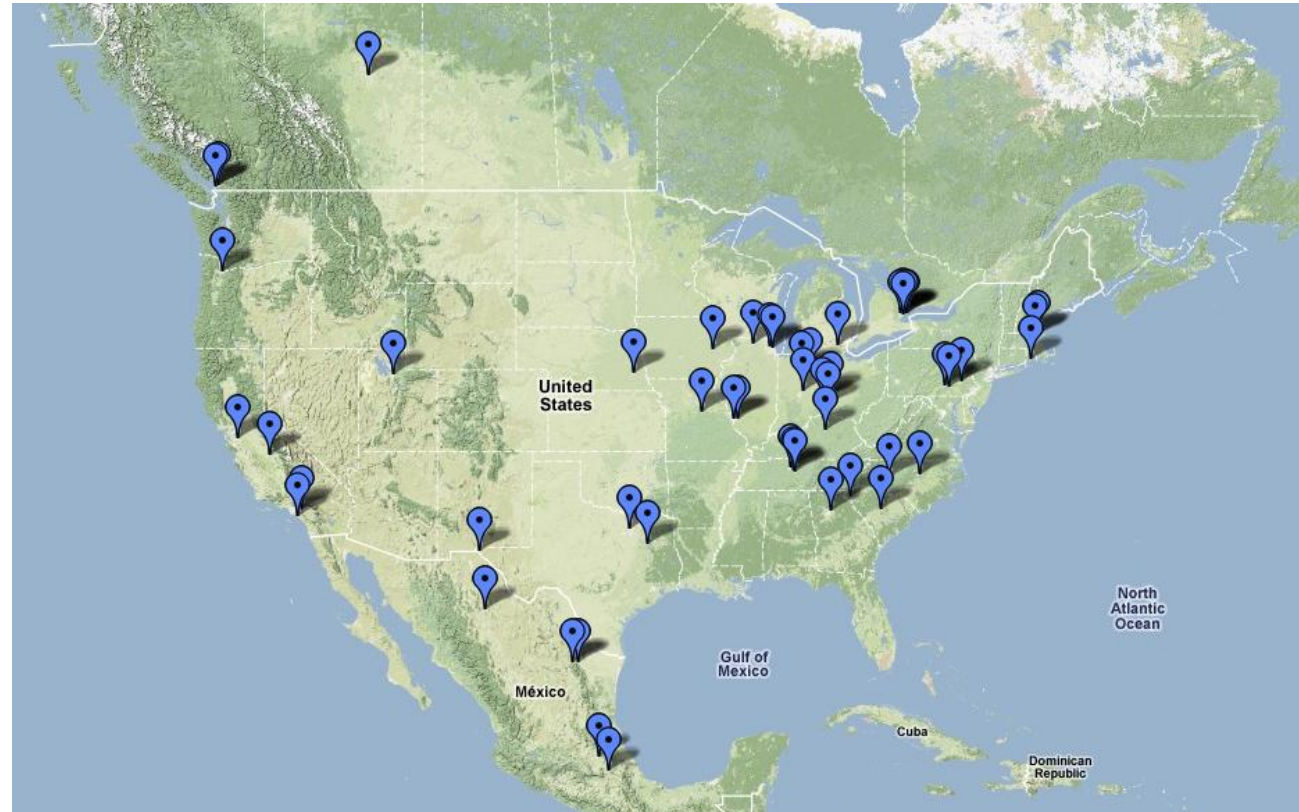 United
States
North
Atlantic
Ocean
Gulf of
Mexico
México
Cuba
Dominican
Republic